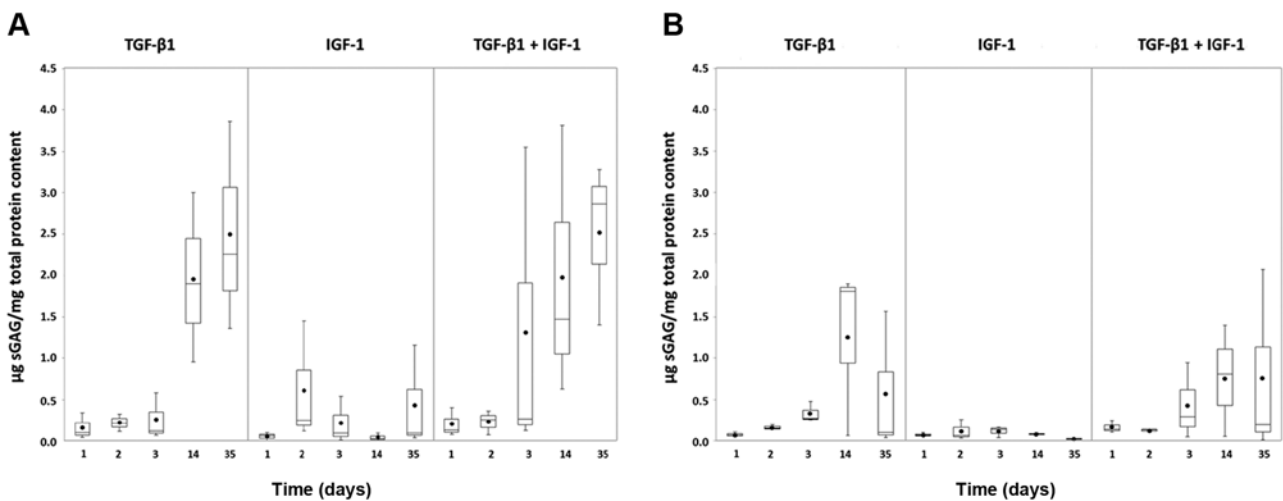 A
TGF-β1 IGF-1 TGF-β1 + IGF-1
µg sGAG/mg total protein content
4.5
4.0
3.5
3.0
2.5
2.0
1.5
1.0
0.5
0.0
1 2 3 14 35 1 2 3 14 35 1 2 3 14 35
Time (days)
B
TGF-β1 IGF-1 TGF-β1 + IGF-1
µg sGAG/mg total protein content
4.5
4.0
3.5
3.0
2.5
2.0
1.5
1.0
0.5
0.0
1 2 3 14 35 1 2 3 14 35 1 2 3 14 35
Time (days)